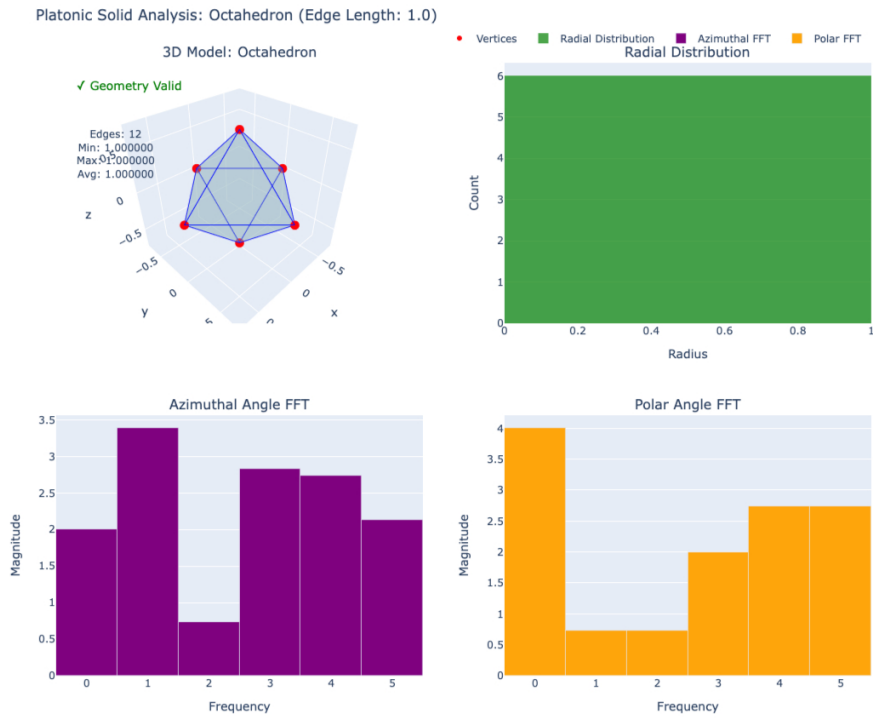 Platonic Solid Analysis: Octahedron (Edge Length: 1.0)
Vertices
Radial Distribution
Azimuthal FFT
Polar FFT
3D Model: Octahedron
✓ Geometry Valid
Edges: 12
Min: 1.000000
Max: 1.000000
Avg: 1.000000
0.5
0
−0.5
z
−0.5
0
5
y
−0.5
0
0
x
Radial Distribution
6
5
4
3
2
1
0
Count
0 0.2 0.4 0.6 0.8 1
Radius
Azimuthal Angle FFT
3.5
3
2.5
2
1.5
1
0.5
0
Magnitude
0 1 2 3 4 5
Frequency
Polar Angle FFT
4
3.5
3
2.5
2
1.5
1
0.5
0
Magnitude
0 1 2 3 4 5
Frequency